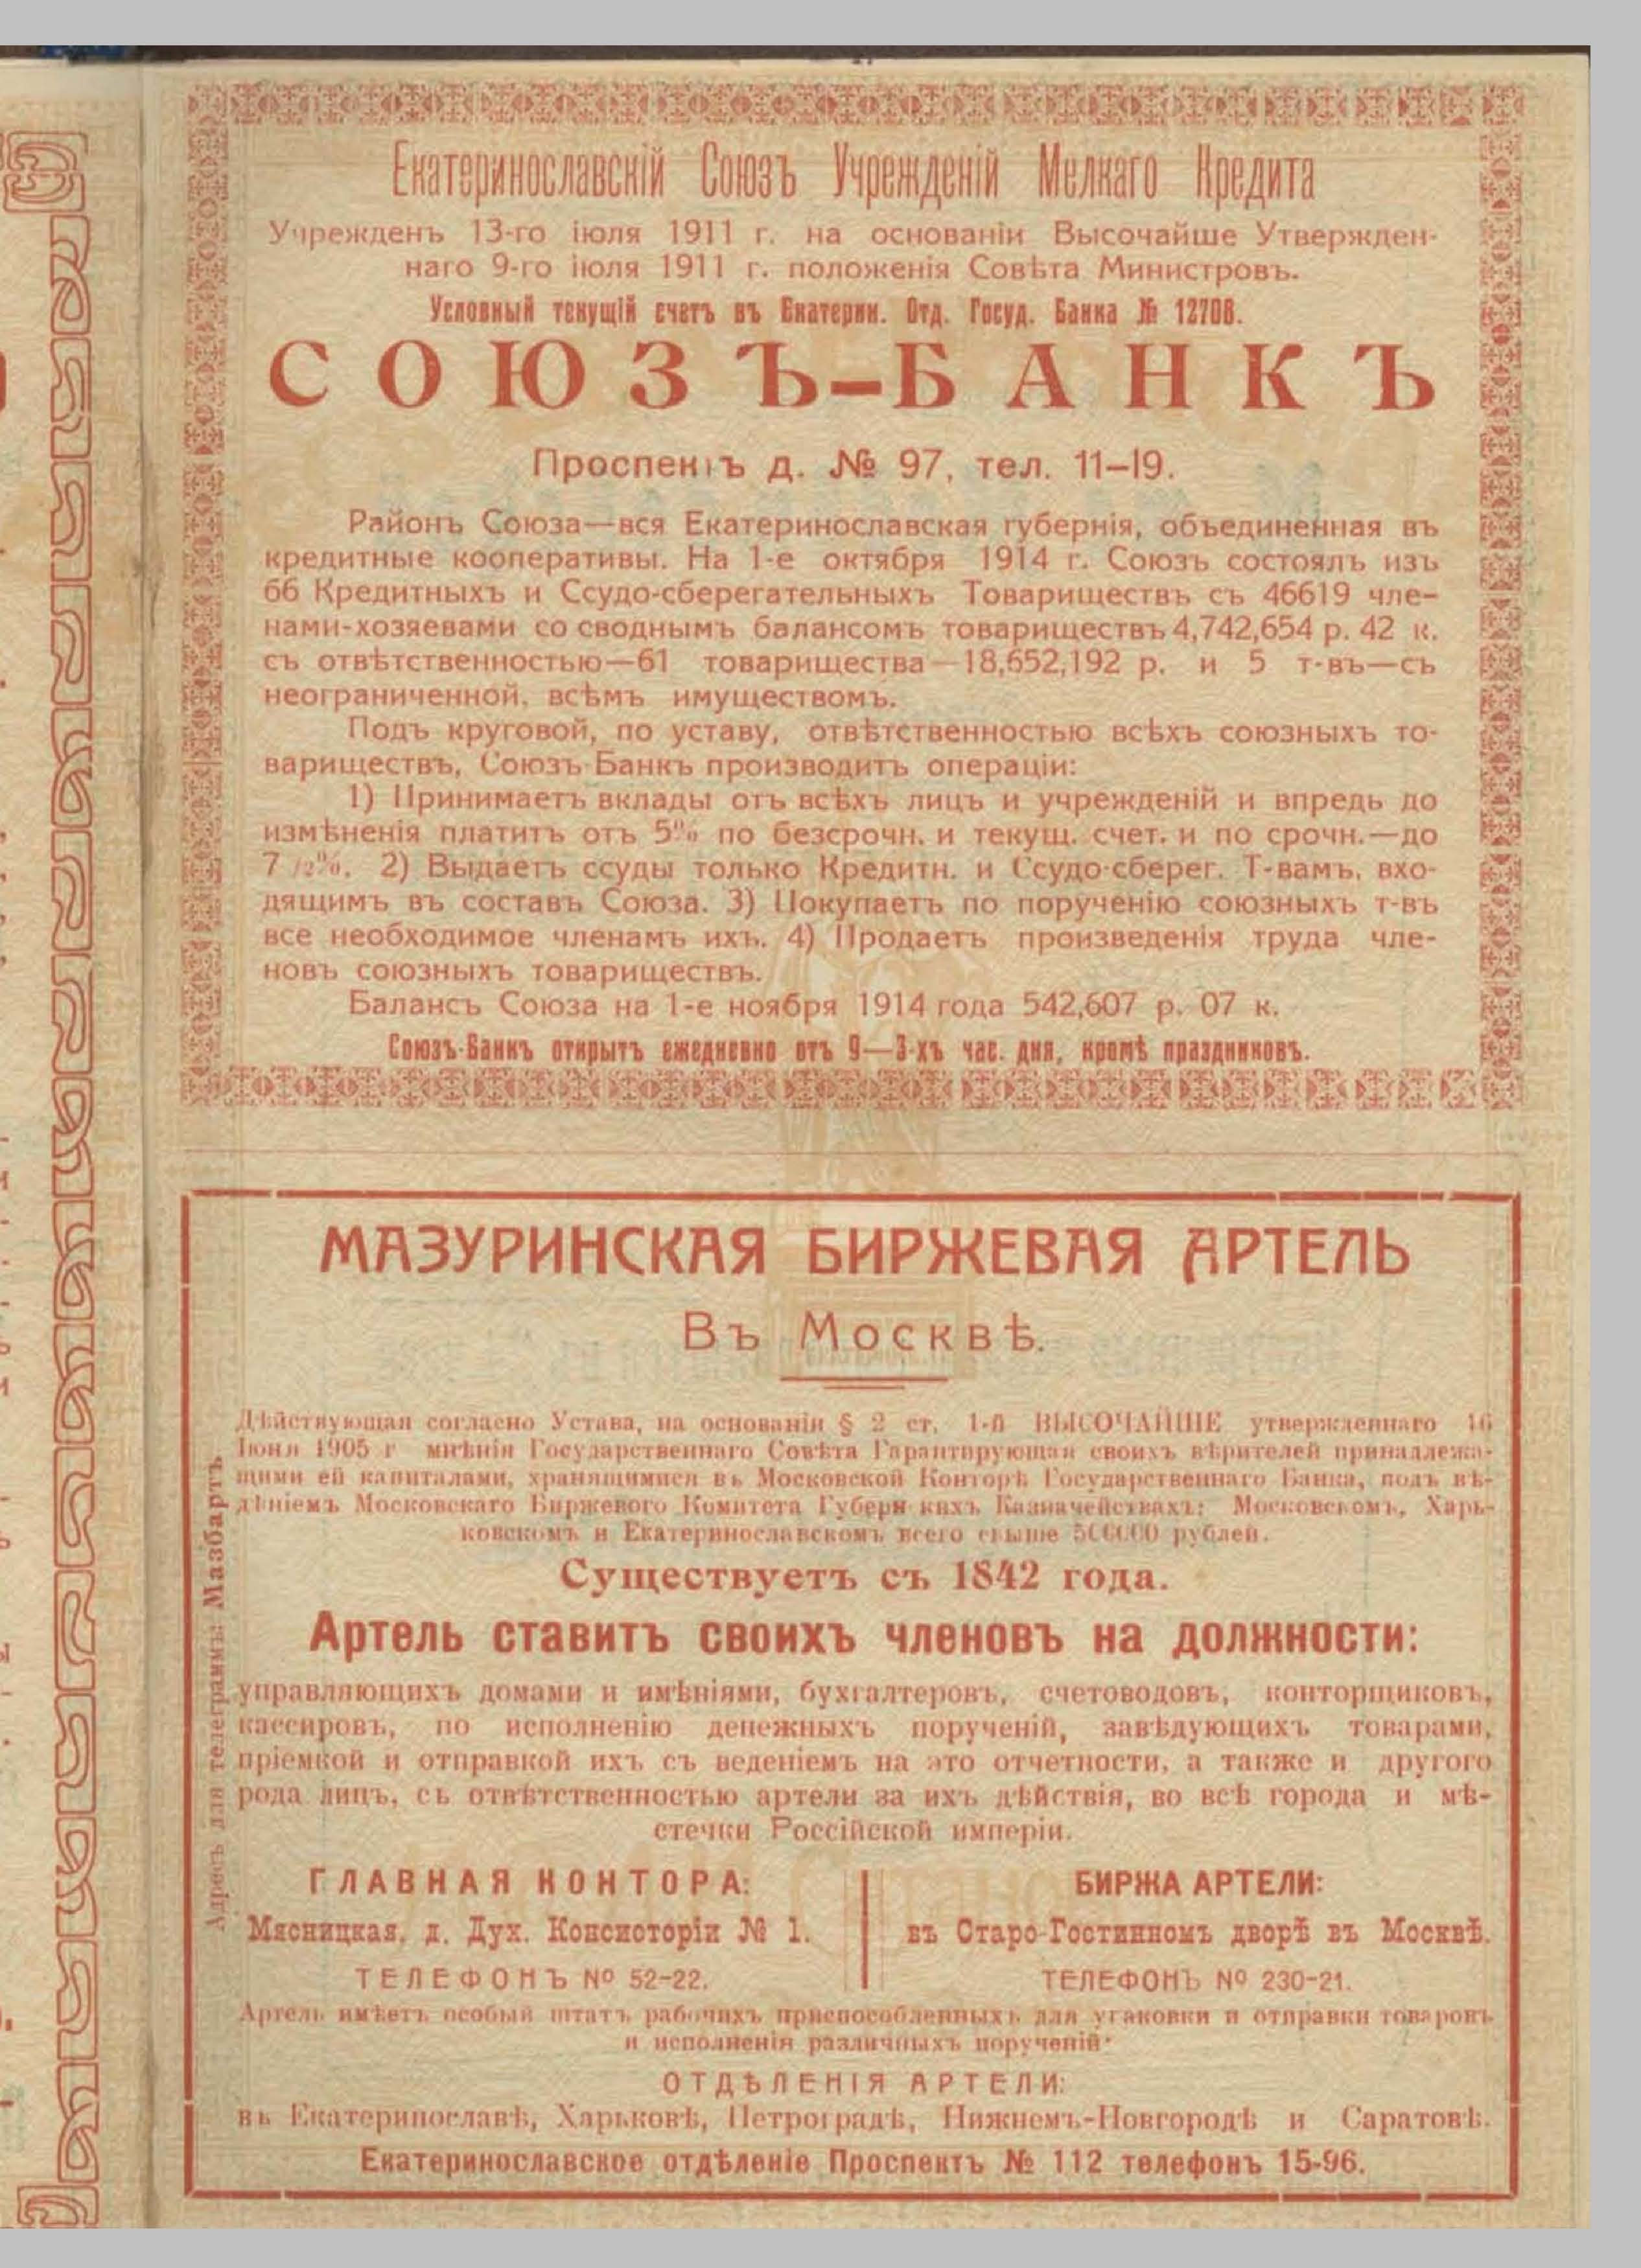 Екатеринославскій Союзъ Учрежденій Мелкаго Кредита
Учрежденъ 13-го іюля 1911 г. на основаніи Высочайше Утвержден-
наго 9-го іюля 1911 г. положенія Совѣта Министровъ.
Условный текущій счетъ въ Екатерин. Отд. Госуд. Банка № 12708.
СОЮЗЪ-БАНКЪ
Проспектъ д. № 97, тел. 11-19.
Районъ Союза—вся Екатеринославская губернія, объединенная въ
кредитные кооперативы. На 1-е октября 1914 г. Союзъ состоялъ изъ
66 Кредитныхъ и Ссудо-сберегательныхъ Товариществъ съ 46619 чле-
нами-хозяевами со своднымъ балансомъ товариществъ 4,742,654 р. 42 к.
съ отвѣтственностью—61 товарищества—18,652,192 р. и 5 т-въ—съ
неограниченной, всѣмъ имуществомъ.
Подъ круговой, по уставу, отвѣтственностью всѣхъ союзныхъ то-
вариществъ, Союзъ-Банкъ производитъ операціи:
1) Принимаетъ вклады отъ всѣхъ лицъ и учрежденій и впредь до
измѣненія платитъ отъ 5% по безсрочн. и текущ. счет. и по срочн.—до
7 1/2%. 2) Выдаетъ ссуды только Кредитн. и Ссудо-сберег. Т-вамъ, вхо-
дящимъ въ составъ Союза. 3) Покупаетъ по порученію союзныхъ т-въ
все необходимое членамъ ихъ. 4) Продаетъ произведенія труда чле-
новъ союзныхъ товариществъ.
Балансъ Союза на 1-е ноября 1914 года 542,607 р. 07 к.
Союзъ-Банкъ открытъ ежедневно отъ 9—3-хъ час. дня, кромѣ праздниковъ.
МАЗУРИНСКАЯ БИРЖЕВАЯ АРТЕЛЬ
Въ Москвѣ.
Дѣйствующая согласно Устава, на основаніи § 2 ст. 1-й ВЫСОЧАЙШЕ утвержденнаго 16
Іюня 1905 г мнѣнія Государственнаго Совѣта Гарантирующая своихъ вѣрителей принадлежа-
щими ей капиталами, хранящимися въ Московской Конторѣ Государственнаго Банка, подъ вѣ-
дѣніемъ Московскаго Биржевого Комитета Губерн кихъ Казначействахъ: Московскомъ, Харь-
ковскомъ и Екатеринославскомъ всего свыше 500000 рублей.
Существуетъ съ 1842 года.
Артель ставитъ своихъ членовъ на должности:
управляющихъ домами и имѣніями, бухгалтеровъ, счетоводовъ, конторщиковъ,
кассировъ, по исполненію денежныхъ порученій, завѣдующихъ товарами,
пріемкой и отправкой ихъ съ веденіемъ на это отчетности, а также и другого
рода лицъ, съ отвѣтственностью артели за ихъ дѣйствія, во всѣ города и мѣ-
стечки Россійской имперіи.
Адресъ для телеграммы Мазбартъ
ГЛАВНАЯ КОНТОРА:
Мясницкая, д. Дух. Консисторіи № 1.
ТЕЛЕФОНЪ № 52-22.
БИРЖА АРТЕЛИ:
въ Старо-Гостинномъ дворѣ въ Москвѣ.
ТЕЛЕФОНЪ № 230-21.
Артель имѣетъ особый штатъ рабочихъ приспособленныхъ для упаковки и отправки товаровъ
и исполненія различныхъ порученій·
ОТДѢЛЕНІЯ АРТЕЛИ:
въ Екатеринославѣ, Харьковѣ, Петроградѣ, Нижнемъ-Новгородѣ и Саратовѣ.
Екатеринославское отдѣленіе Проспектъ № 112 телефонъ 15-96.